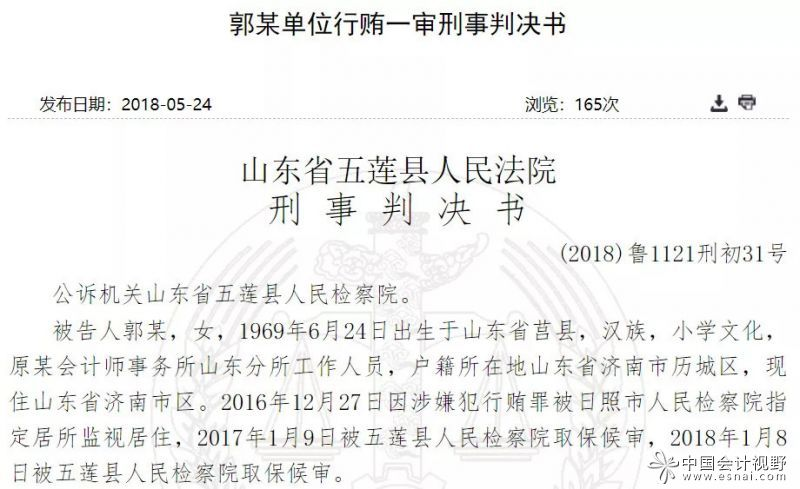 郭某单位行贿一审刑事判决书
发布日期：2018-05-24 浏览：165次
山东省五莲县人民法院
刑事判决书
(2018)鲁1121刑初31号
公诉机关山东省五莲县人民检察院。
被告人郭某，女，1969年6月24日出生于山东省莒县，汉族，小学文化，
原某会计师事务所山东分所工作人员，户籍所在地山东省济南市历城区，现
住山东省济南市区。2016年12月27日因涉嫌犯行贿罪被日照市人民检察院指
定居所监视居住，2017年1月9日被五莲县人民检察院取保候审，2018年1月8
日被五莲县人民检察院取保候审。
中国会计视野
www.esnai.com